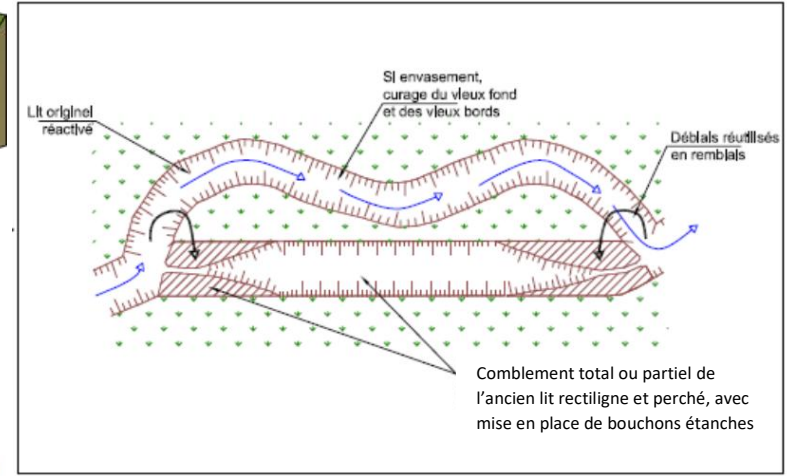 Lit originel
réactivé
Si envasement,
curage du vieux fond
et des vieux bords
Déblais réutilisés
en remblais
Comblement total ou partiel de
l'ancien lit rectiligne et perché, avec
mise en place de bouchons étanches